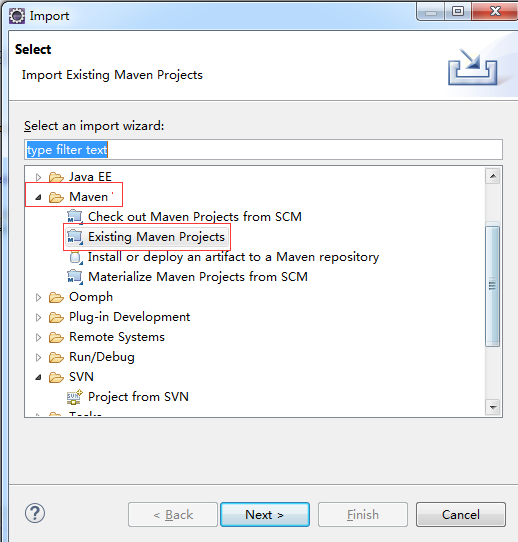 Import
Select
Import Existing Maven Projects
Select an import wizard:
type filter text
Java EE
Maven
Check out Maven Projects from SCM
Existing Maven Projects
Install or deploy an artifact to a Maven repository
Materialize Maven Projects from SCM
Oomph
Plug-in Development
Remote Systems
Run/Debug
SVN
Project from SVN
Tasks
?
< Back
Next >
Finish
Cancel